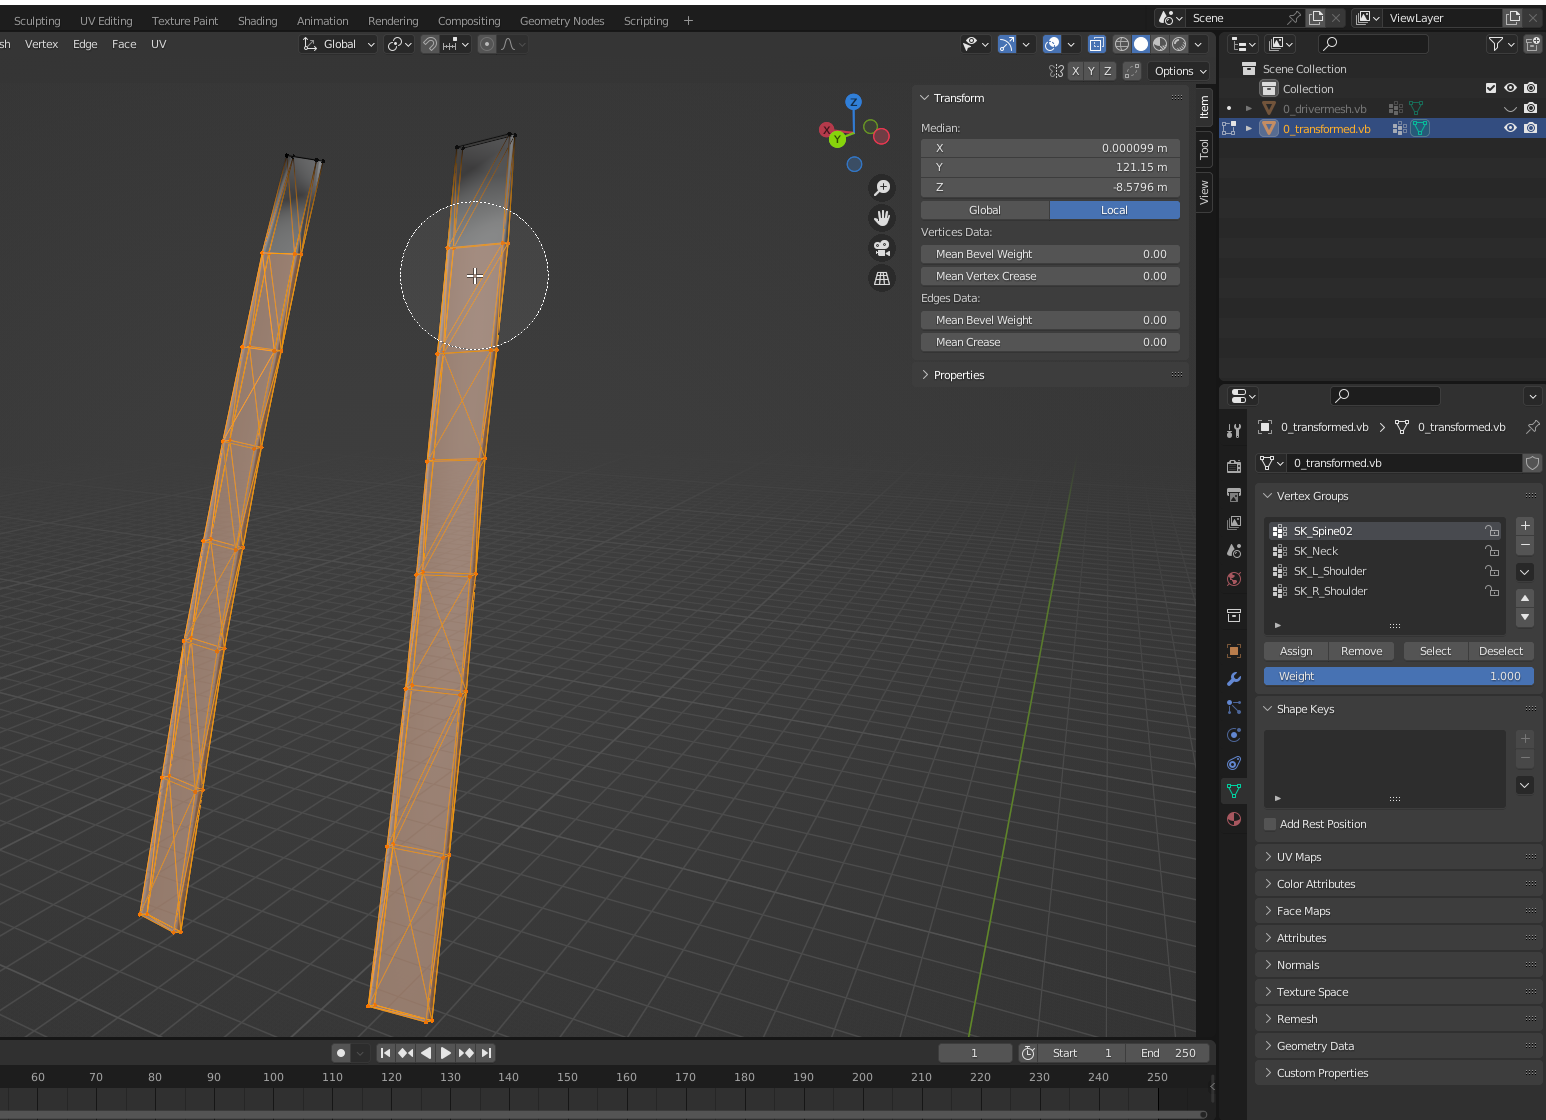 Sculpting UV Editing Texture Paint Shading Animation Rendering Compositing Geometry Nodes Scripting + Scene ViewLayer
sh Vertex Edge Face UV Global
X Y Z Options
Scene Collection
Collection
0_drivermesh.vb
0_transformed.vb
Transform
Item
Tool
View
Z
X
Y
Median:
X 0.000099 m
Y 121.15 m
Z -8.5796 m
Global Local
Vertices Data:
Mean Bevel Weight 0.00
Mean Vertex Crease 0.00
Edges Data:
Mean Bevel Weight 0.00
Mean Crease 0.00
Properties
0_transformed.vb > 0_transformed.vb
0_transformed.vb
Vertex Groups
SK_Spine02
SK_Neck
SK_L_Shoulder
SK_R_Shoulder
Assign Remove Select Deselect
Weight 1.000
Shape Keys
Add Rest Position
UV Maps
Color Attributes
Face Maps
Attributes
Normals
Texture Space
Remesh
Geometry Data
Custom Properties
1 Start 1 End 250
60 70 80 90 100 110 120 130 140 150 160 170 180 190 200 210 220 230 240 250